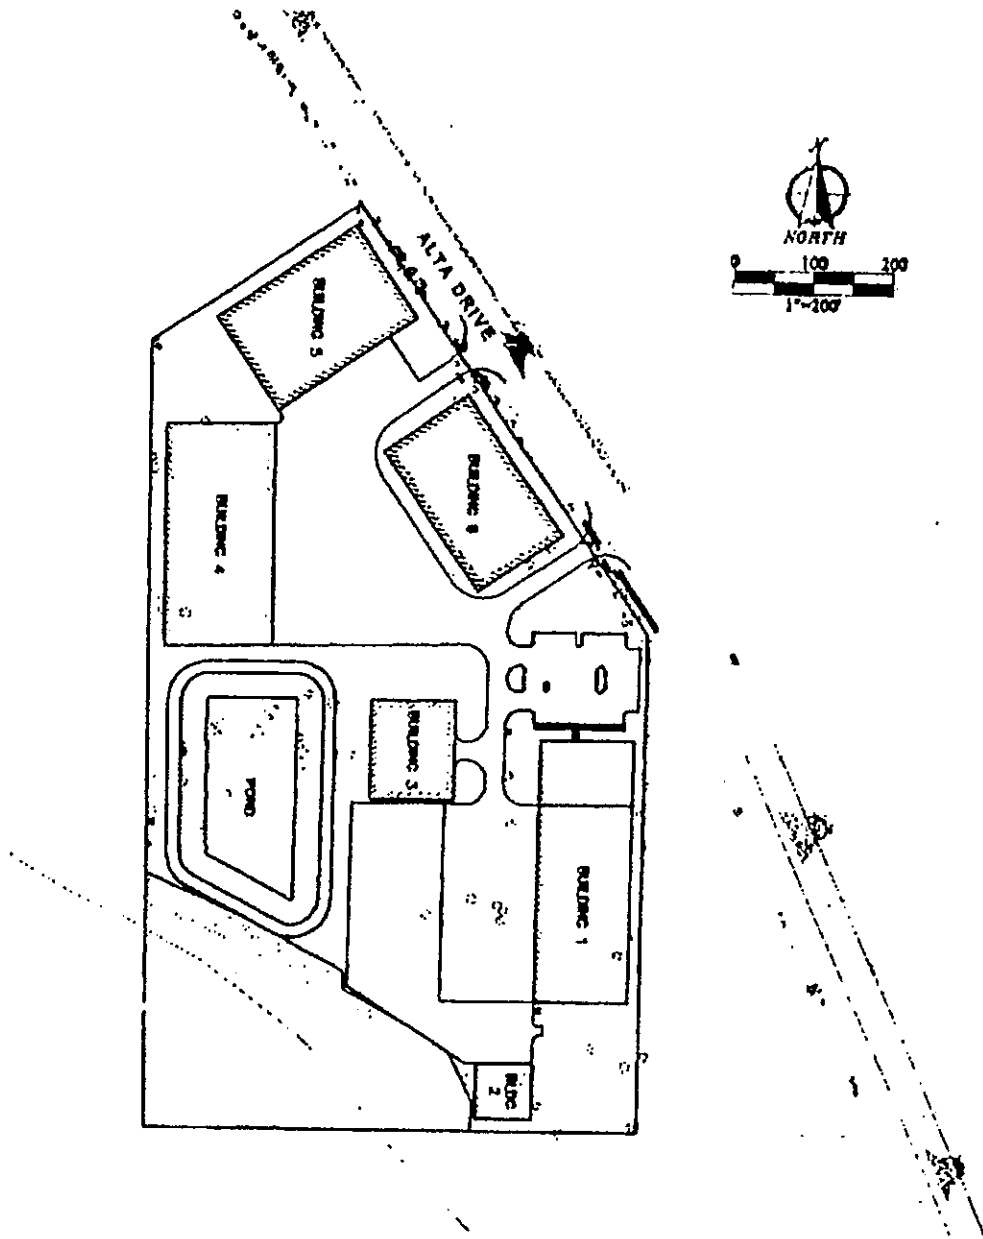 N
NORTH
0 100 200
1"=200'
ALTA DRIVE
BUILDING 5
BUILDING 6
BUILDING 4
BUILDING 3
POND
BUILDING 1
BLDG
2